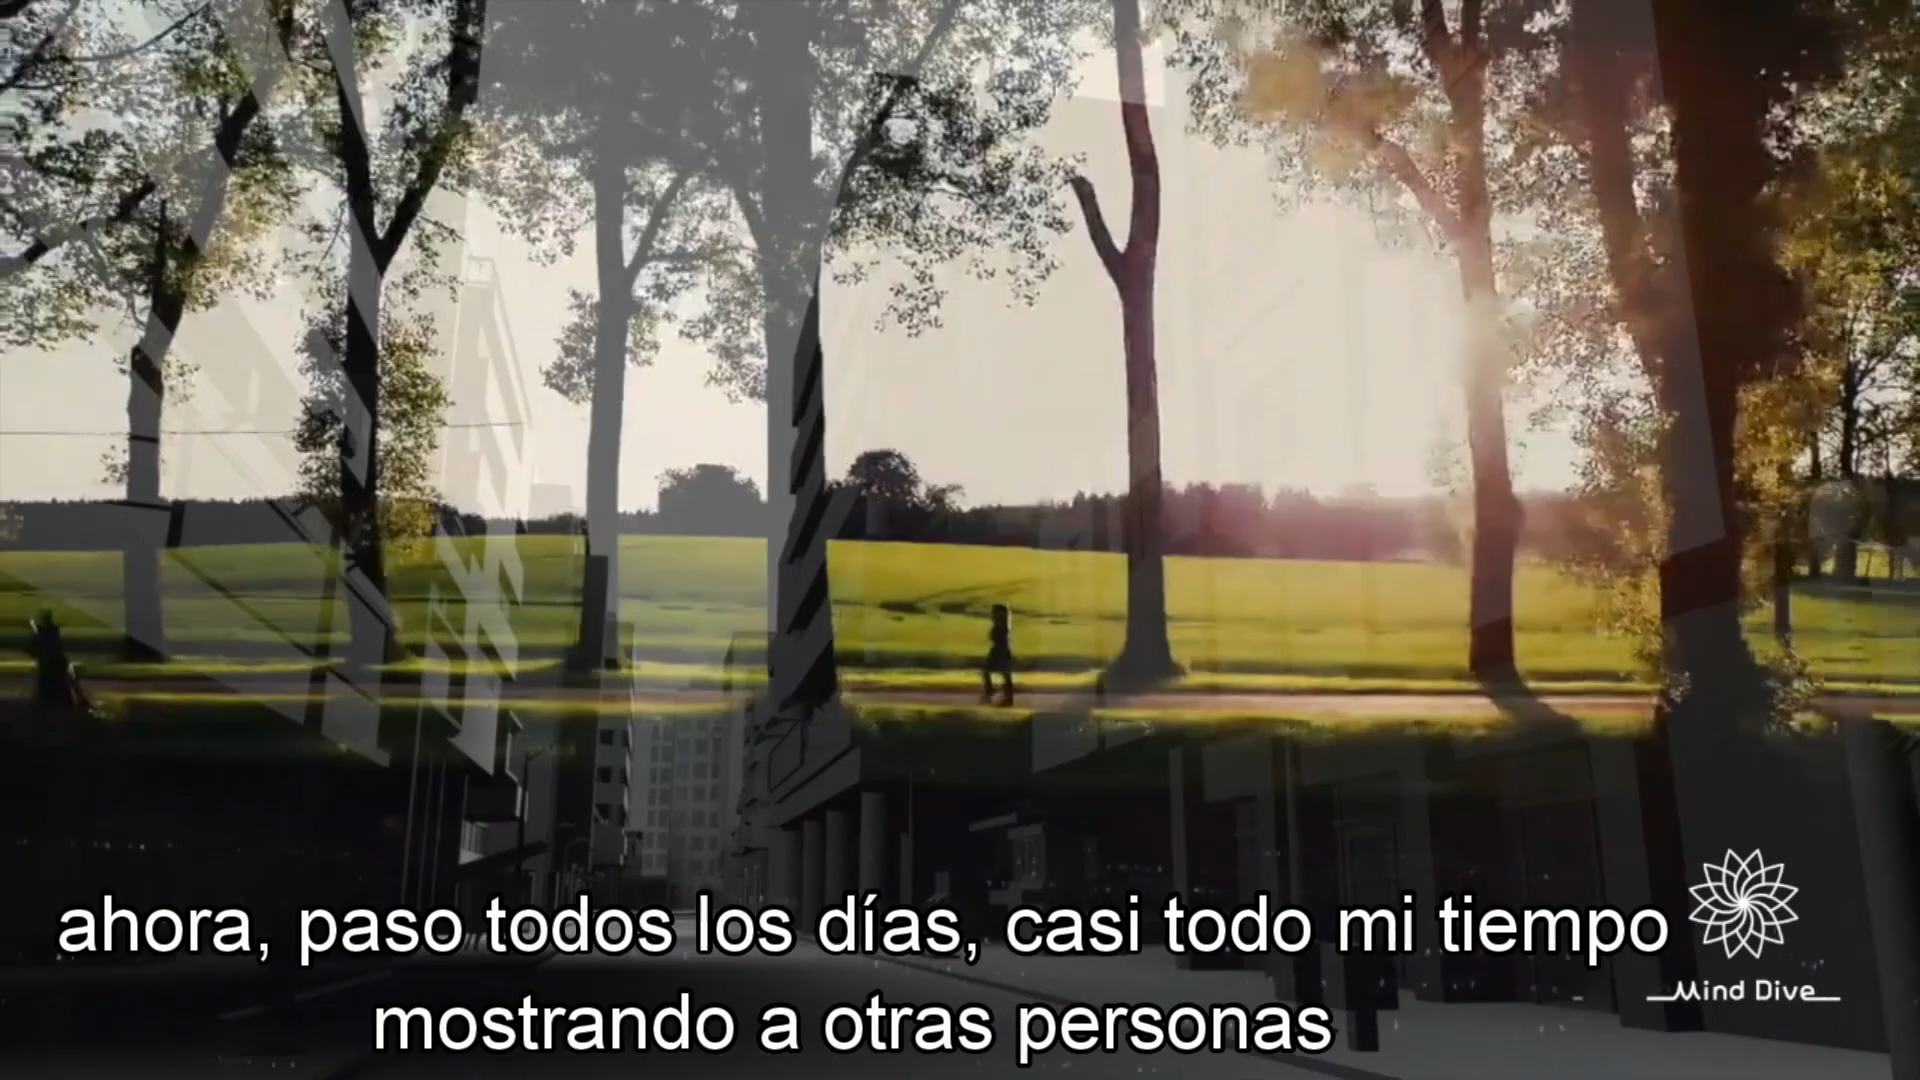 ahora, paso todos los días, casi todo mi tiempo
mostrando a otras personas
Mind Dive